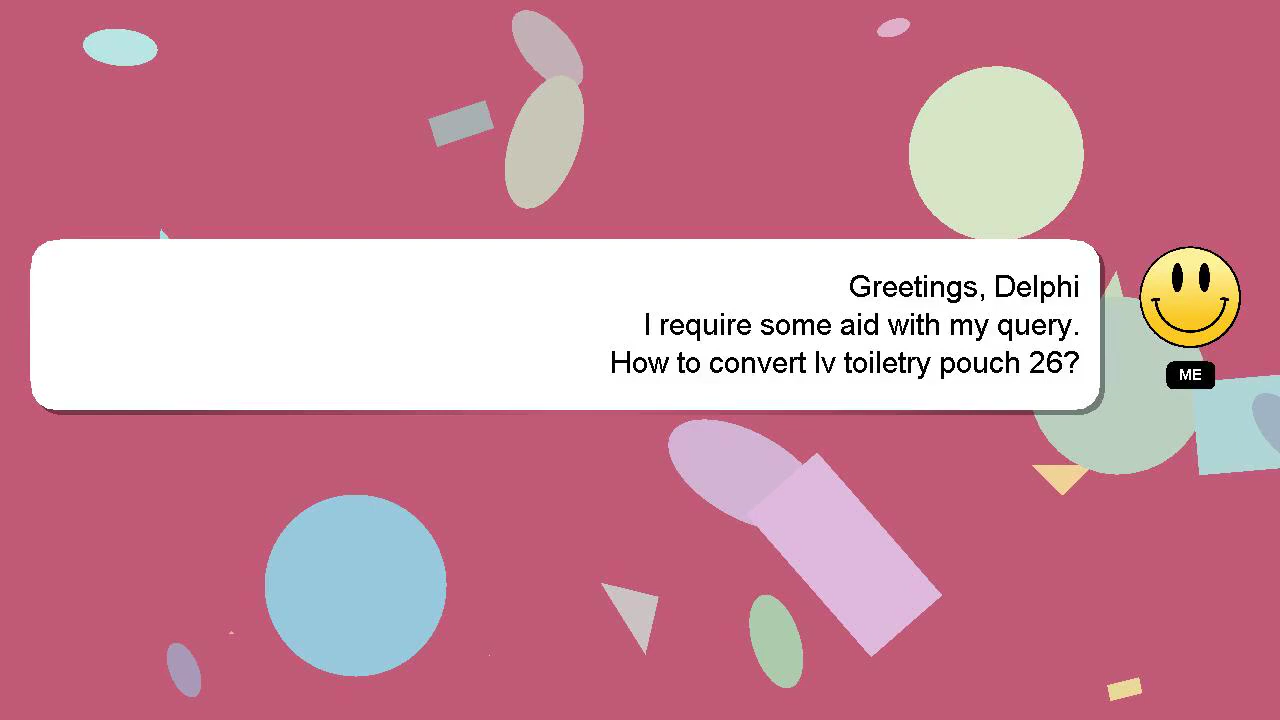 Greetings, Delphi
I require some aid with my query.
How to convert lv toiletry pouch 26?
ME